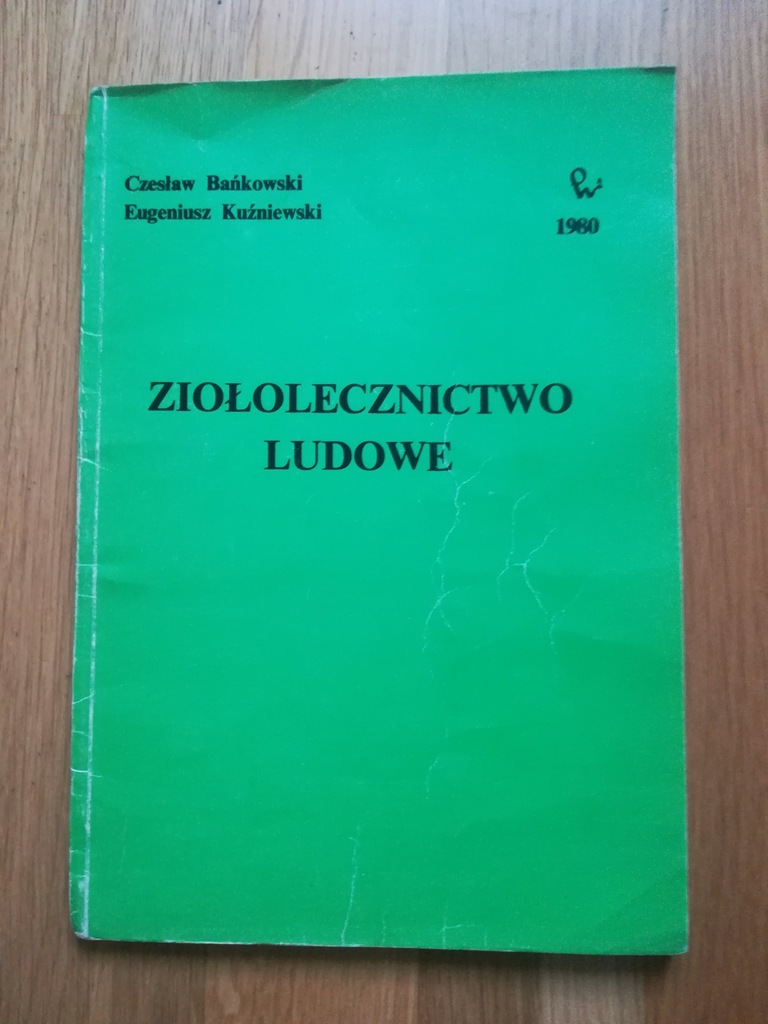 Czesław Bańkowski
Eugeniusz Kuźniewski
1980
ZIOŁOLECZNICTWO
LUDOWE